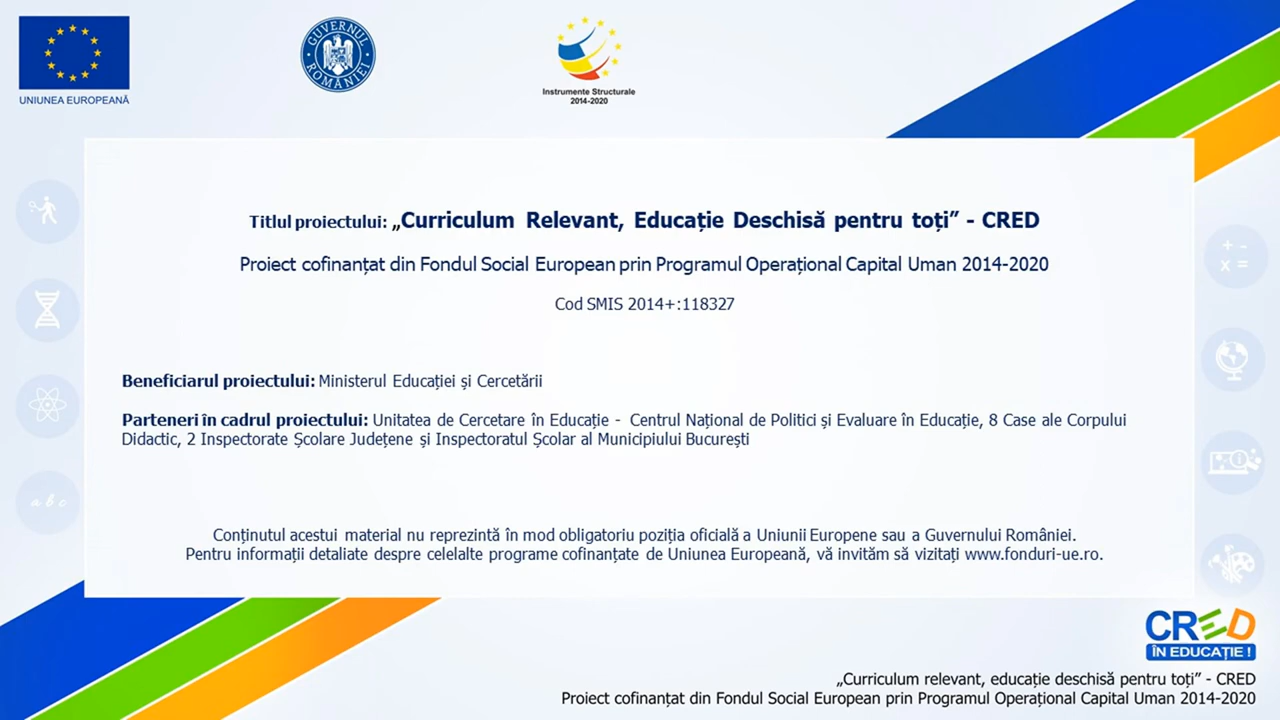 UNIUNEA EUROPEANĂ
GUVERNUL ROMÂNIEI
Instrumente Structurale
2014-2020
Titlul proiectului: „Curriculum Relevant, Educație Deschisă pentru toți” - CRED
Proiect cofinanțat din Fondul Social European prin Programul Operațional Capital Uman 2014-2020
Cod SMIS 2014+:118327
Beneficiarul proiectului: Ministerul Educației și Cercetării
Parteneri în cadrul proiectului: Unitatea de Cercetare în Educație - Centrul Național de Politici și Evaluare în Educație, 8 Case ale Corpului
Didactic, 2 Inspectorate Școlare Județene și Inspectoratul Școlar al Municipiului București
Conținutul acestui material nu reprezintă în mod obligatoriu poziția oficială a Uniunii Europene sau a Guvernului României.
Pentru informații detaliate despre celelalte programe cofinanțate de Uniunea Europeană, vă invităm să vizitați www.fonduri-ue.ro.
+ -
x =
a b c
CRED
ÎN EDUCAȚIE !
„Curriculum relevant, educație deschisă pentru toți” - CRED
Proiect cofinanțat din Fondul Social European prin Programul Operațional Capital Uman 2014-2020